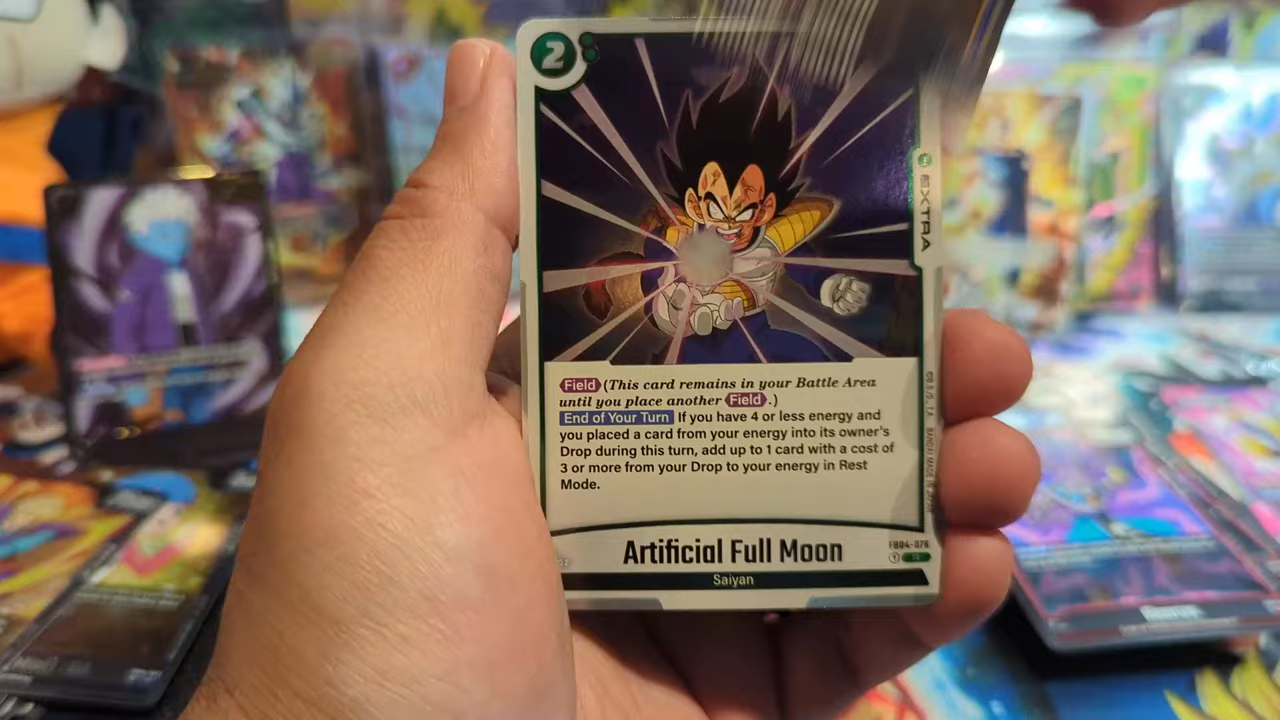 2
EXTRA
Field (This card remains in your Battle Area
until you place another Field.)
End of Your Turn If you have 4 or less energy and
you placed a card from your energy into its owner's
Drop during this turn, add up to 1 card with a cost of
3 or more from your Drop to your energy in Rest
Mode.
Artificial Full Moon
FB04-076
Saiyan